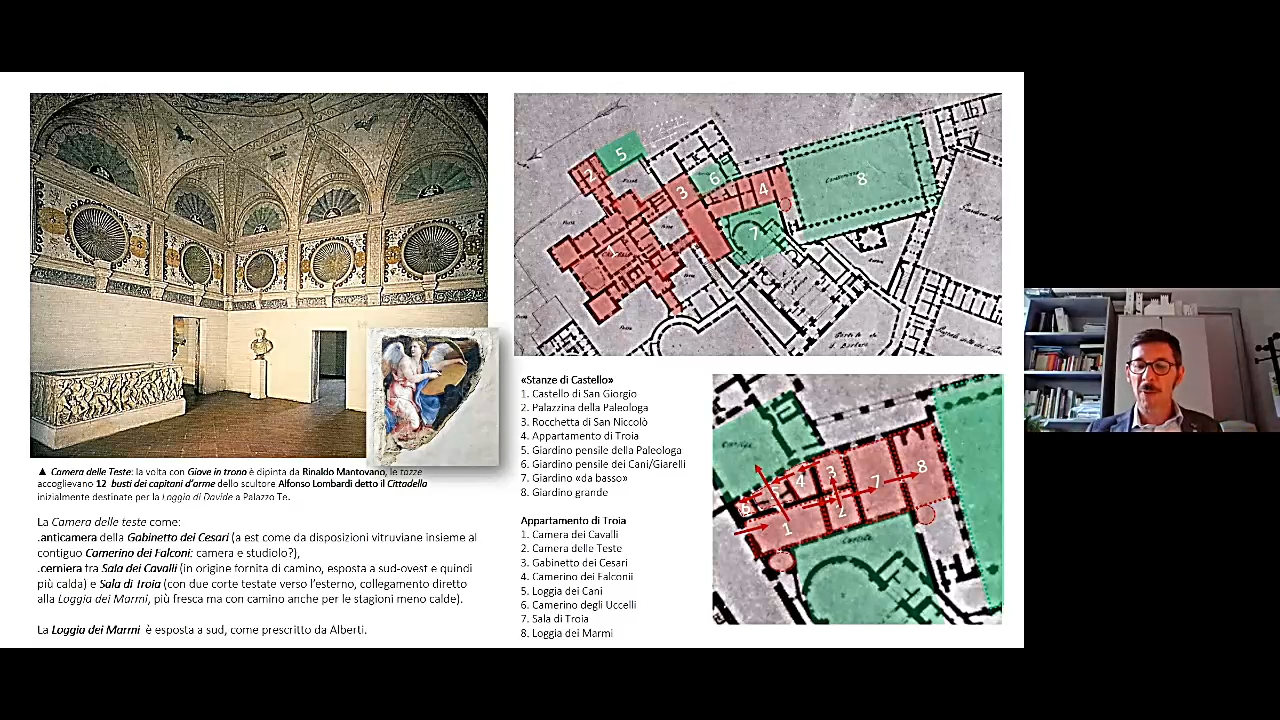 ▲ Camera delle Teste: la volta con Giove in trono è dipinta da Rinaldo Mantovano, le tazze
accoglievano 12 busti dei capitani d'arme dello scultore Alfonso Lombardi detto il Cittadella
inizialmente destinate per la Loggia di Davide a Palazzo Te.
La Camera delle teste come:
.anticamera della Gabinetto dei Cesari (a est come da disposizioni vitruviane insieme al
contiguo Camerino dei Falconi: camera e studiolo?),
.cerniera fra Sala dei Cavalli (in origine fornita di camino, esposta a sud-ovest e quindi
più calda) e Sala di Troia (con due corte testate verso l'esterno, collegamento diretto
alla Loggia dei Marmi, più fresca ma con camino anche per le stagioni meno calde).
La Loggia dei Marmi è esposta a sud, come prescritto da Alberti.
5
2
3
6
4
8
1
7
«Stanze di Castello»
1. Castello di San Giorgio
2. Palazzina della Paleologa
3. Rocchetta di San Niccolò
4. Appartamento di Troia
5. Giardino pensile della Paleologa
6. Giardino pensile dei Cani/Giarelli
7. Giardino «da basso»
8. Giardino grande
Appartamento di Troia
1. Camera dei Cavalli
2. Camera delle Teste
3. Gabinetto dei Cesari
4. Camerino dei Falconii
5. Loggia dei Cani
6. Camerino degli Uccelli
7. Sala di Troia
8. Loggia dei Marmi
3
4
7
8
6
1
2